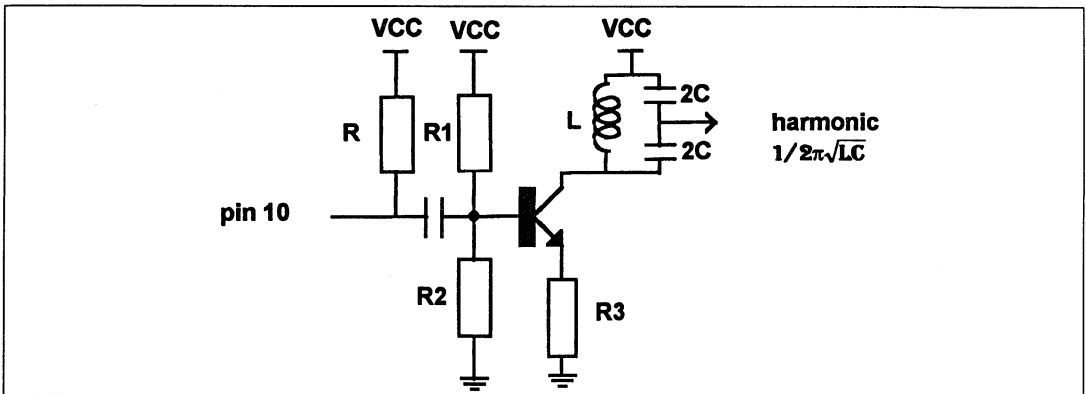 VCC VCC VCC
2C
R R1 L harmonic
2C 1/2π√LC
pin 10
R2 R3